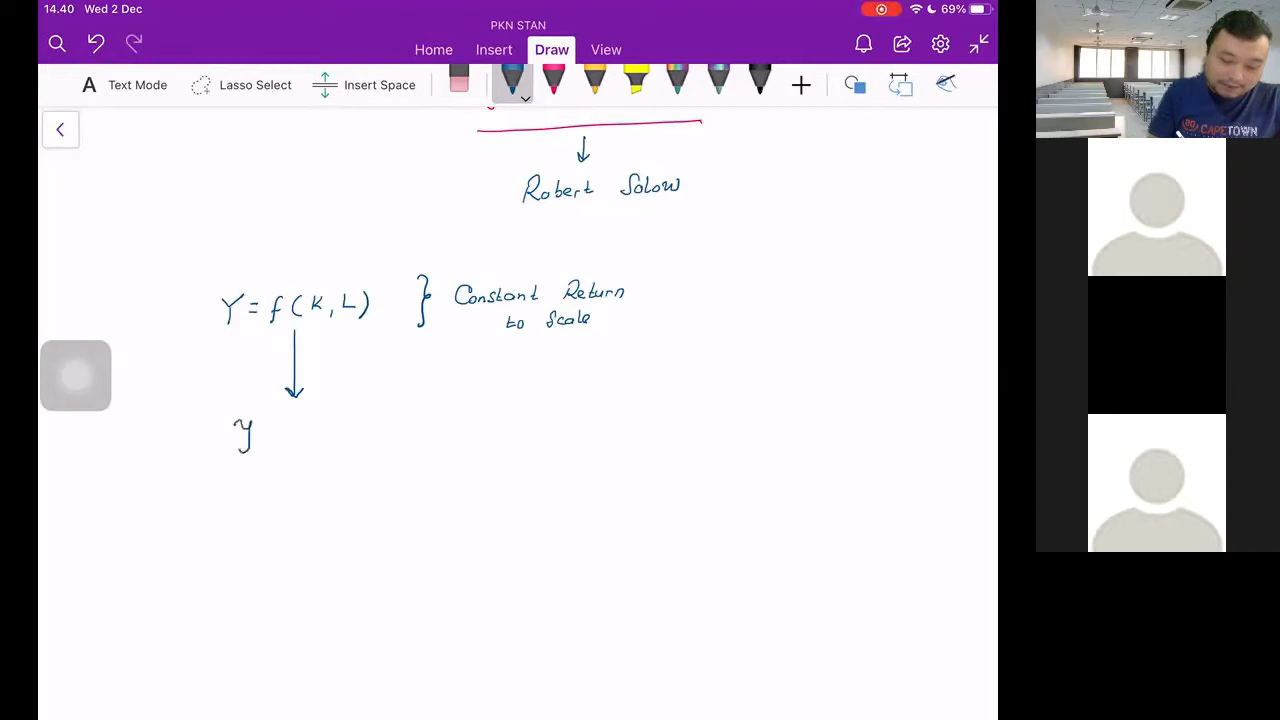 14.40 Wed 2 Dec
69%
PKN STAN
Home Insert Draw View
A Text Mode Lasso Select Insert Space
Robert Solow
Y = f(K, L) } Constant Return
to Scale
y
CAPETOWN